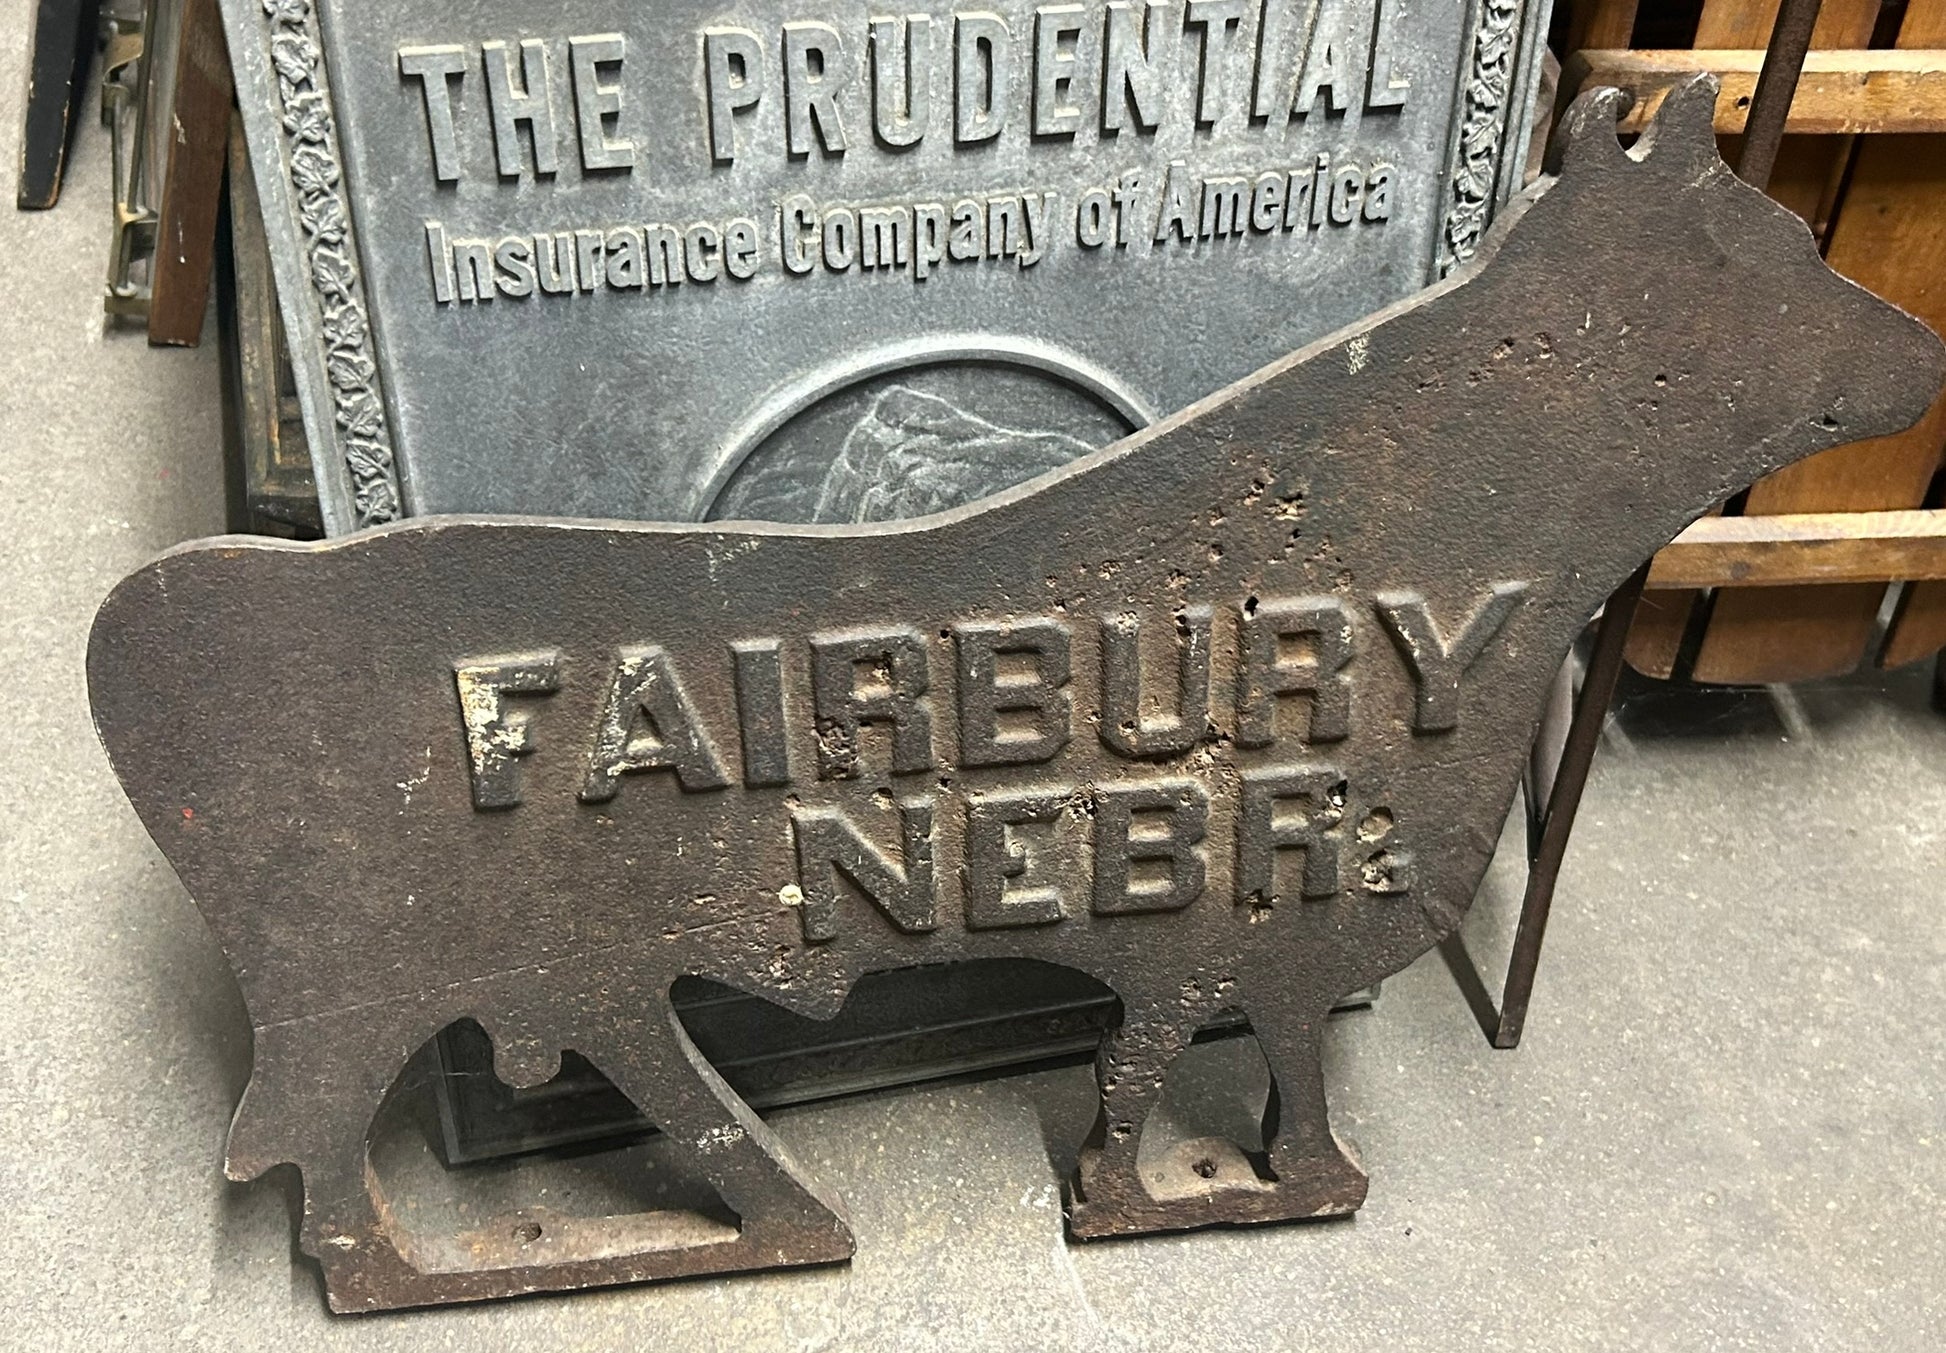 THE PRUDENTIAL
Insurance Company of America
FAIRBURY
NEBR.